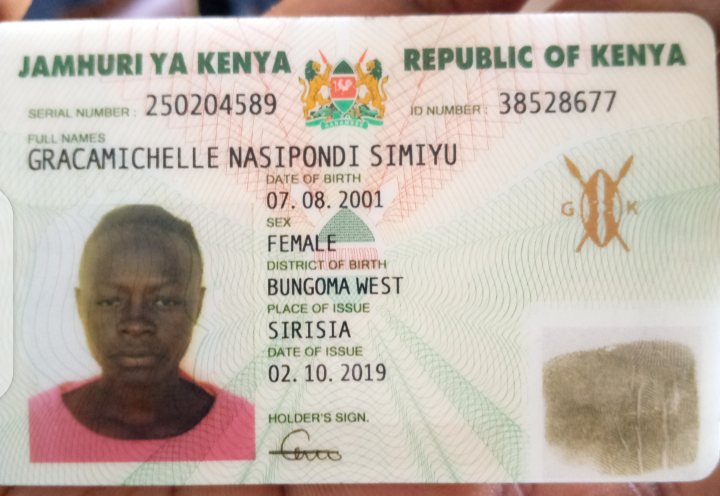 JAMHURI YA KENYA REPUBLIC OF KENYA
SERIAL NUMBER : 250204589 ID NUMBER : 38528677
FULL NAMES
GRACAMICHELLE NASIPONDI SIMIYU
DATE OF BIRTH
07. 08. 2001
SEX
FEMALE
G K
DISTRICT OF BIRTH
BUNGOMA WEST
PLACE OF ISSUE
SIRISIA
DATE OF ISSUE
02. 10. 2019
HOLDER'S SIGN.